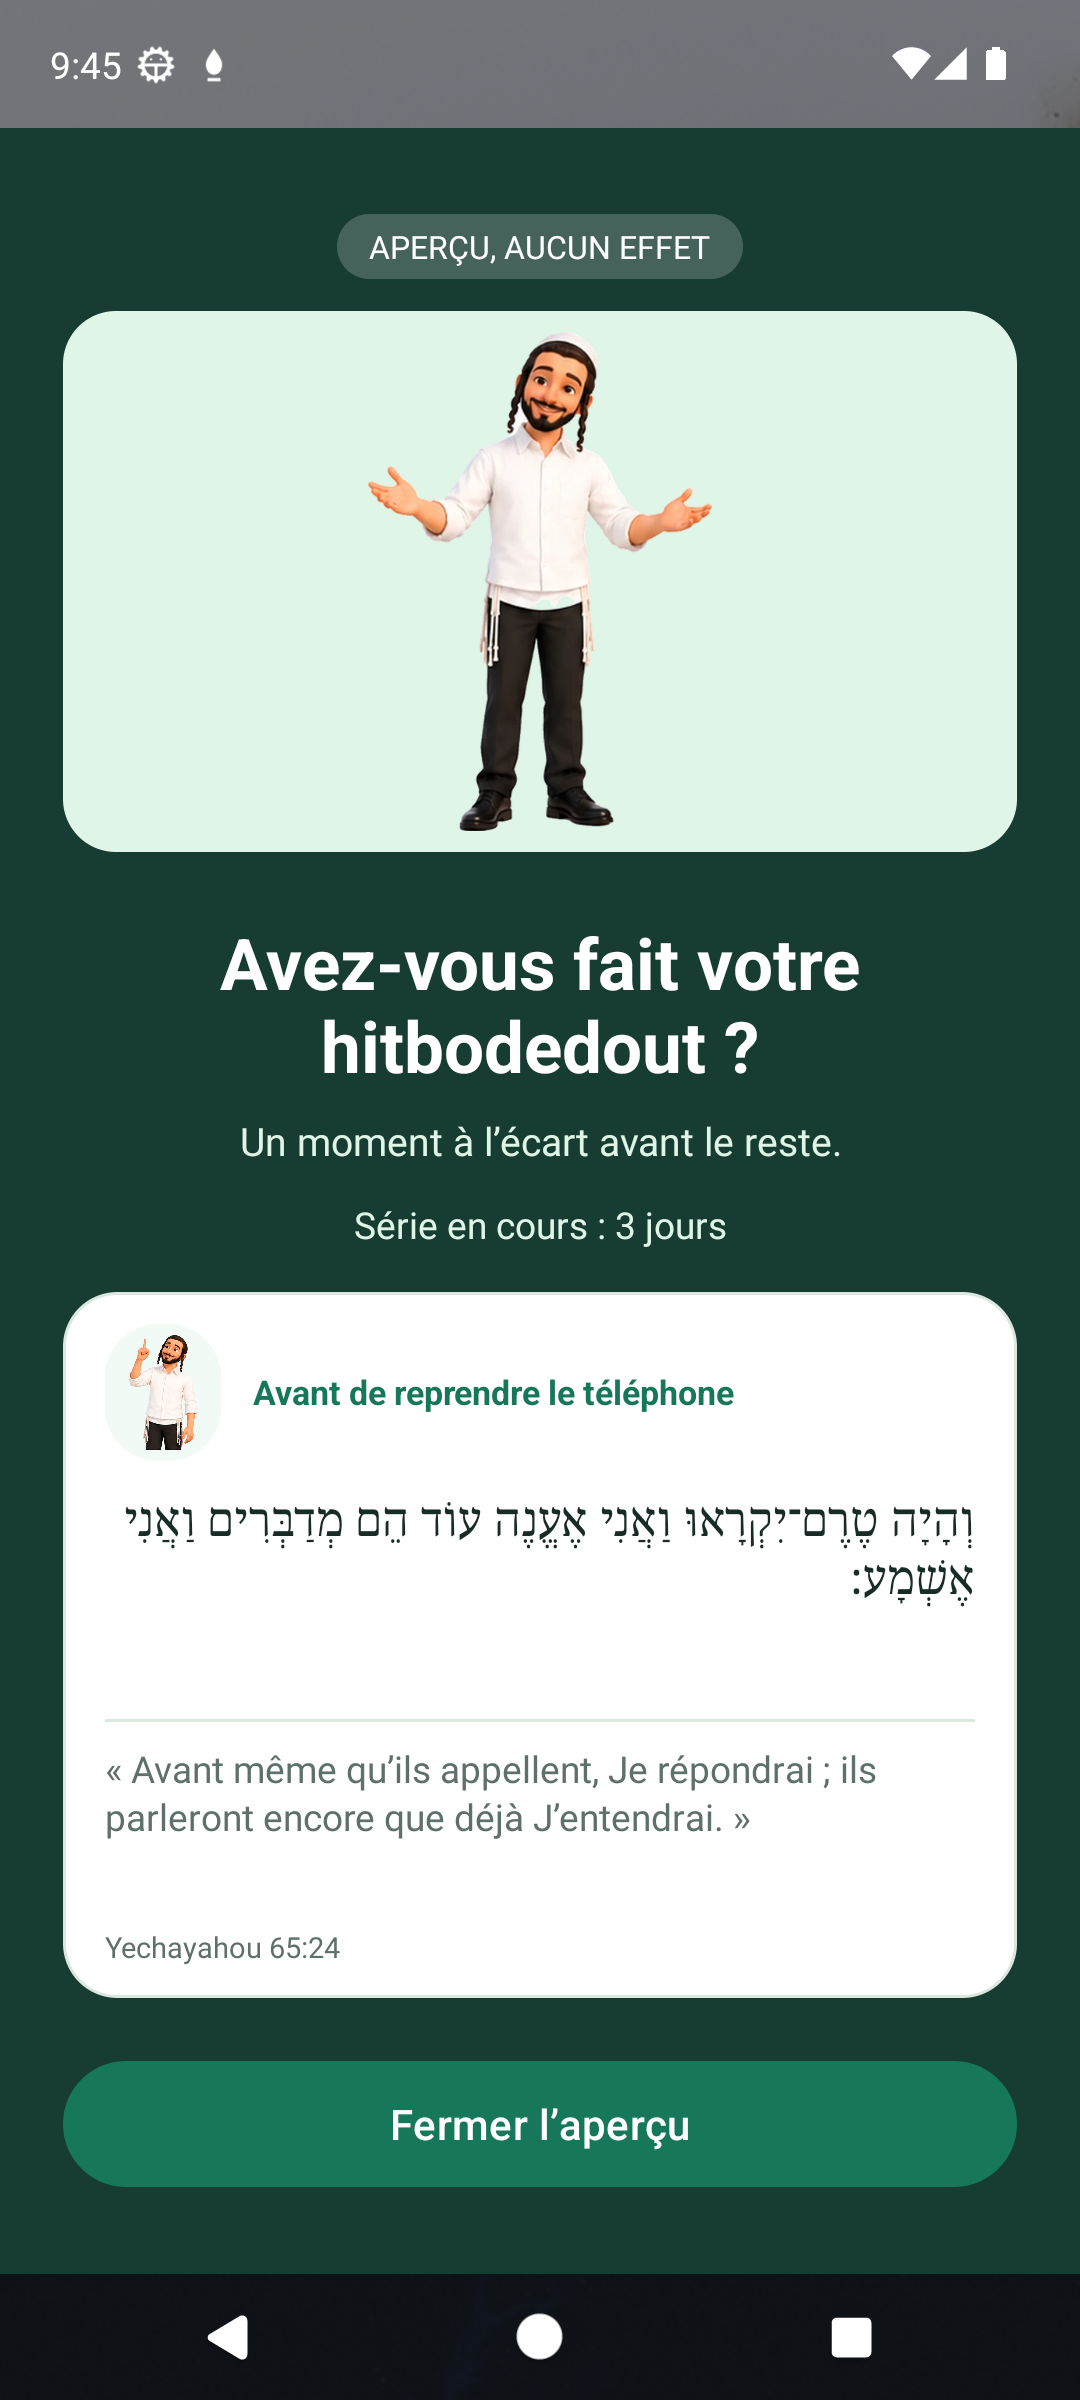 9:45
APERÇU, AUCUN EFFET
Avez-vous fait votre
hitbodedout ?
Un moment à l’écart avant le reste.
Série en cours : 3 jours
Avant de reprendre le téléphone
וְהָיָה טֶרֶם־יִקְרָאוּ וַאֲנִי אֶעֱנֶה עוֹד הֵם מְדַבְּרִים וַאֲנִי
אֶשְׁמָע׃
« Avant même qu’ils appellent, Je répondrai ; ils
parleront encore que déjà J’entendrai. »
Yechayahou 65:24
Fermer l’aperçu